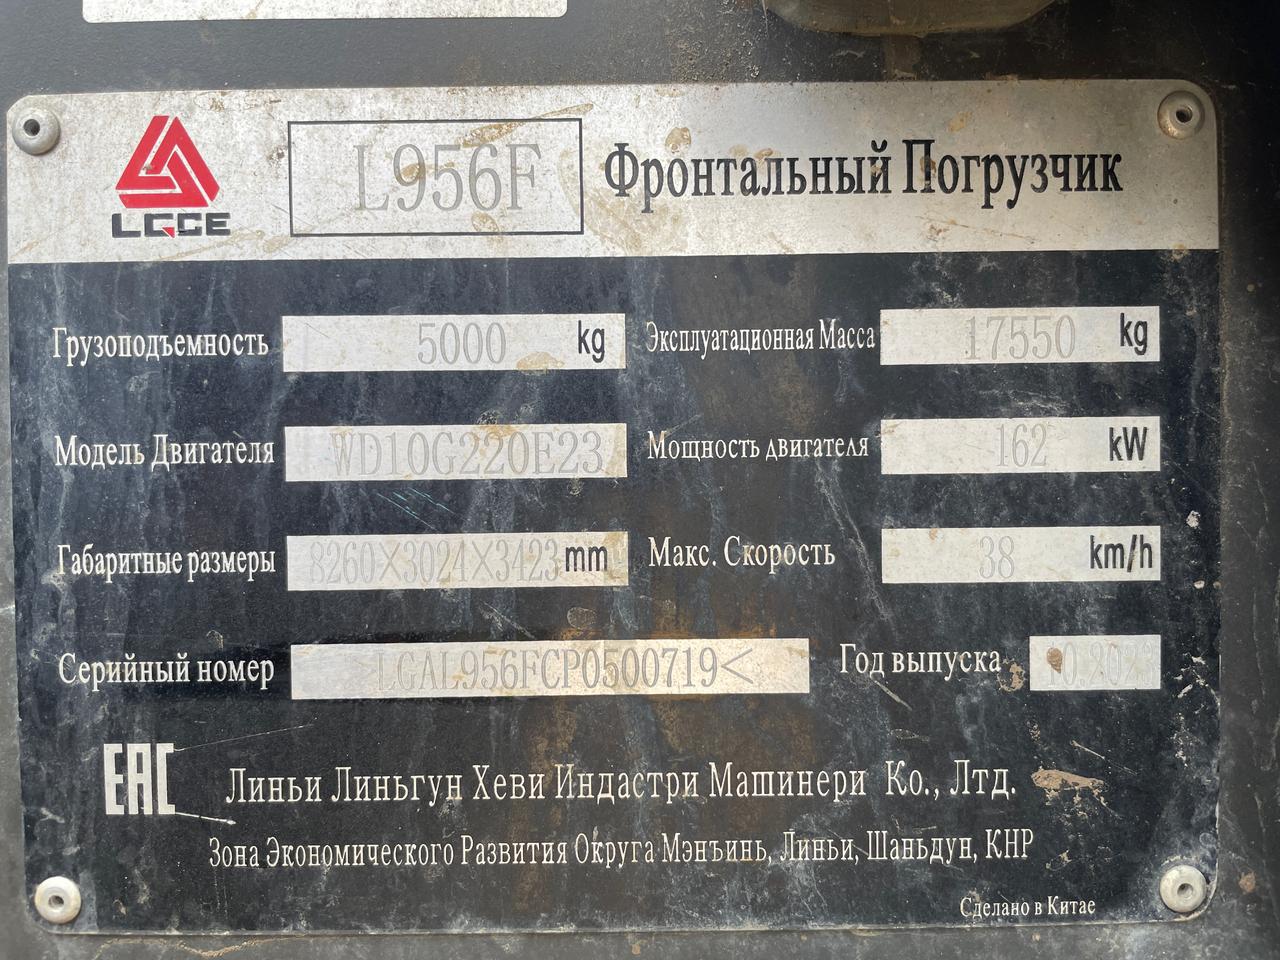 LGCE
L956F Фронтальный Погрузчик
Грузоподъемность 5000 kg Эксплуатационная Масса 17550 kg
Модель Двигателя WD10G220E23 Мощность двигателя 162 kW
Габаритные размеры 8260X3024X3423 mm Макс. Скорость 38 km/h
Серийный номер >LGAL956FCP0500719< Год выпуска 10.2023
EAC
Линьи Линьгун Хеви Индастри Машинери Ко., Лтд.
Зона Экономического Развития Округа Мэнъинь, Линьи, Шаньдун, КНР
Сделано в Китае